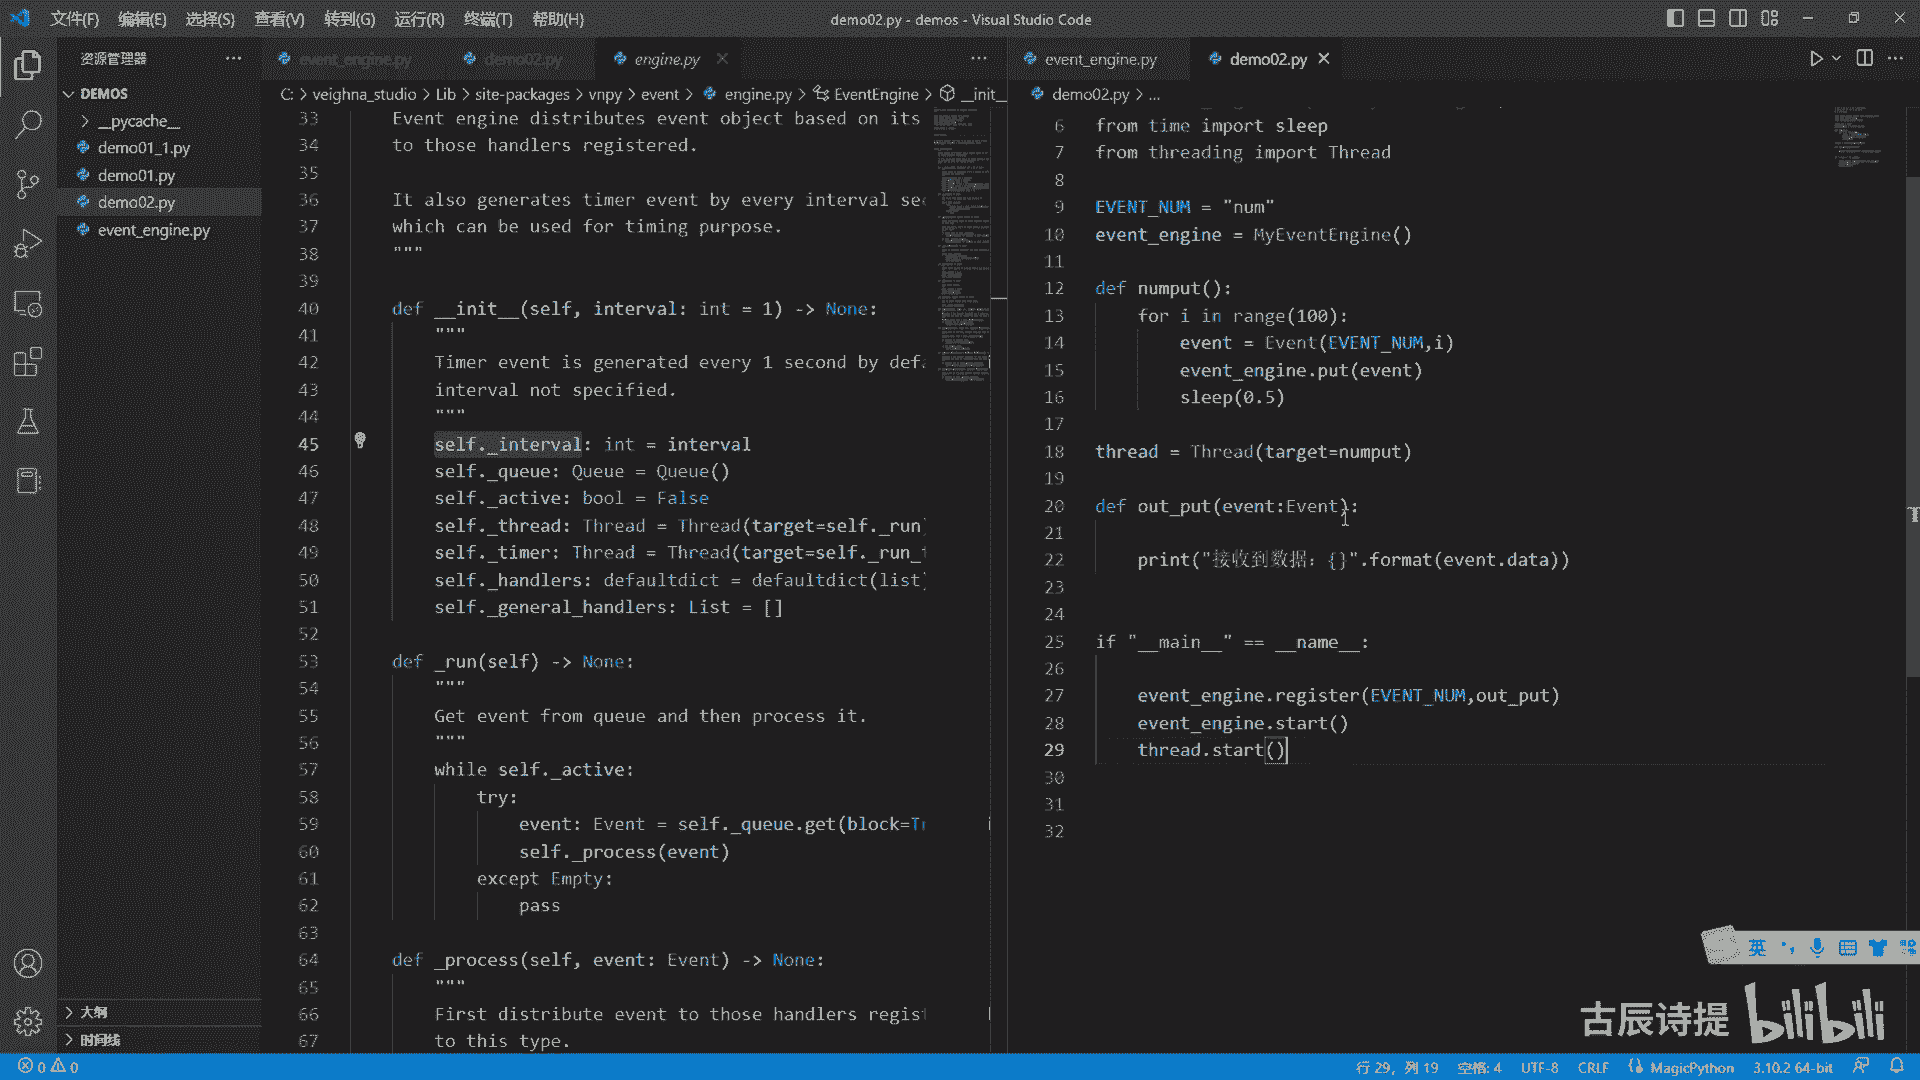 文件(F) 编辑(E) 选择(S) 查看(V) 转到(G) 运行(R) 终端(T) 帮助(H)
demo02.py - demos - Visual Studio Code
资源管理器
DEMOS
__pycache__
demo01_1.py
demo01.py
demo02.py
event_engine.py
大纲
时间线
event_engine.py demo02.py engine.py
C: > veighna_studio > Lib > site-packages > vnpy > event > engine.py > EventEngine > __init__
33 Event engine distributes event object based on its
34 to those handlers registered.
35
36 It also generates timer event by every interval
37 which can be used for timing purpose.
38 """
39
40 def __init__(self, interval: int = 1) -> None:
41 """
42 Timer event is generated every 1 second by
43 interval not specified.
44 """
45 self._interval: int = interval
46 self._queue: Queue = Queue()
47 self._active: bool = False
48 self._thread: Thread = Thread(target=self._run)
49 self._timer: Thread = Thread(target=self._run_
50 self._handlers: defaultdict = defaultdict(list)
51 self._general_handlers: List = []
52
53 def _run(self) -> None:
54 """
55 Get event from queue and then process it.
56 """
57 while self._active:
58 try:
59 event: Event = self._queue.get(block=
60 self._process(event)
61 except Empty:
62 pass
63
64 def _process(self, event: Event) -> None:
65 """
66 First distribute event to those handlers
67 to this type.
event_engine.py demo02.py
demo02.py > ...
6 from time import sleep
7 from threading import Thread
8
9 EVENT_NUM = "num"
10 event_engine = MyEventEngine()
11
12 def numput():
13 for i in range(100):
14 event = Event(EVENT_NUM,i)
15 event_engine.put(event)
16 sleep(0.5)
17
18 thread = Thread(target=numput)
19
20 def out_put(event:Event):
21
22 print("接收到数据：{}".format(event.data))
23
24
25 if "__main__" == __name__:
26
27 event_engine.register(EVENT_NUM,out_put)
28 event_engine.start()
29 thread.start()
30
31
32
英
古辰诗提 bilibili
0 0
行 29，列 19 空格: 4 UTF-8 CRLF MagicPython 3.10.2 64-bit